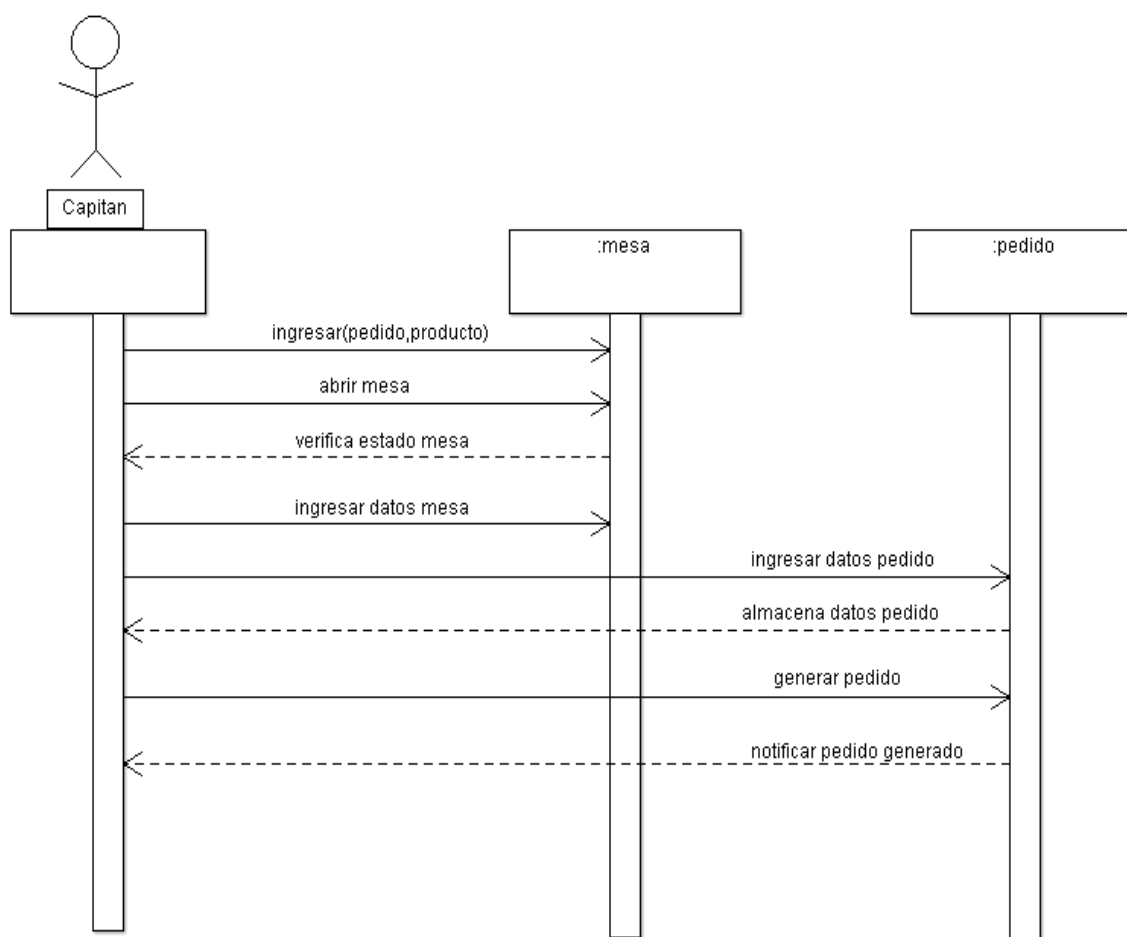 Capitan
:mesa
:pedido
ingresar(pedido,producto)
abrir mesa
verifica estado mesa
ingresar datos mesa
ingresar datos pedido
almacena datos pedido
generar pedido
notificar pedido generado